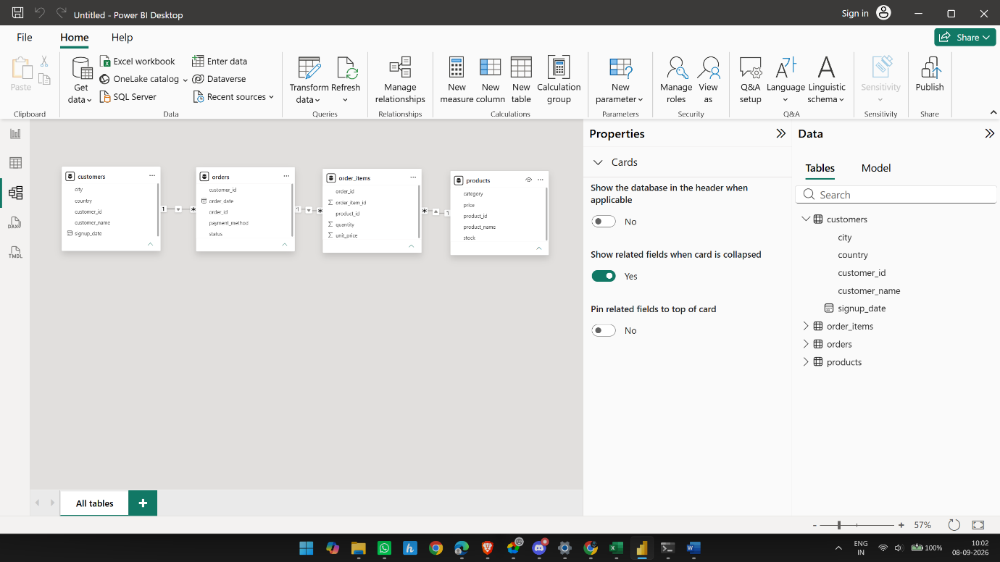 Untitled - Power BI Desktop
Sign in
File
Home
Help
Share
Paste
Clipboard
Get
data
Excel workbook
OneLake catalog
SQL Server
Enter data
Dataverse
Recent sources
Data
Transform
data
Refresh
Queries
Manage
relationships
Relationships
New
measure
New
column
New
table
Calculation
group
Calculations
New
parameter
Parameters
Manage
roles
View
as
Security
Q&A
setup
Language
Linguistic
schema
Q&A
Sensitivity
Sensitivity
Publish
Share
DAX
TMDL
customers
city
country
customer_id
customer_name
signup_date
1
*
orders
customer_id
order_date
order_id
payment_method
status
1
*
order_items
order_id
order_item_id
product_id
quantity
unit_price
*
1
products
category
price
product_id
product_name
stock
All tables
+
Properties
Cards
Show the database in the header when
applicable
No
Show related fields when card is collapsed
Yes
Pin related fields to top of card
No
Data
Tables
Model
Search
customers
city
country
customer_id
customer_name
signup_date
order_items
orders
products
- + 57%
ENG
IN
100%
10:02
08-09-2026